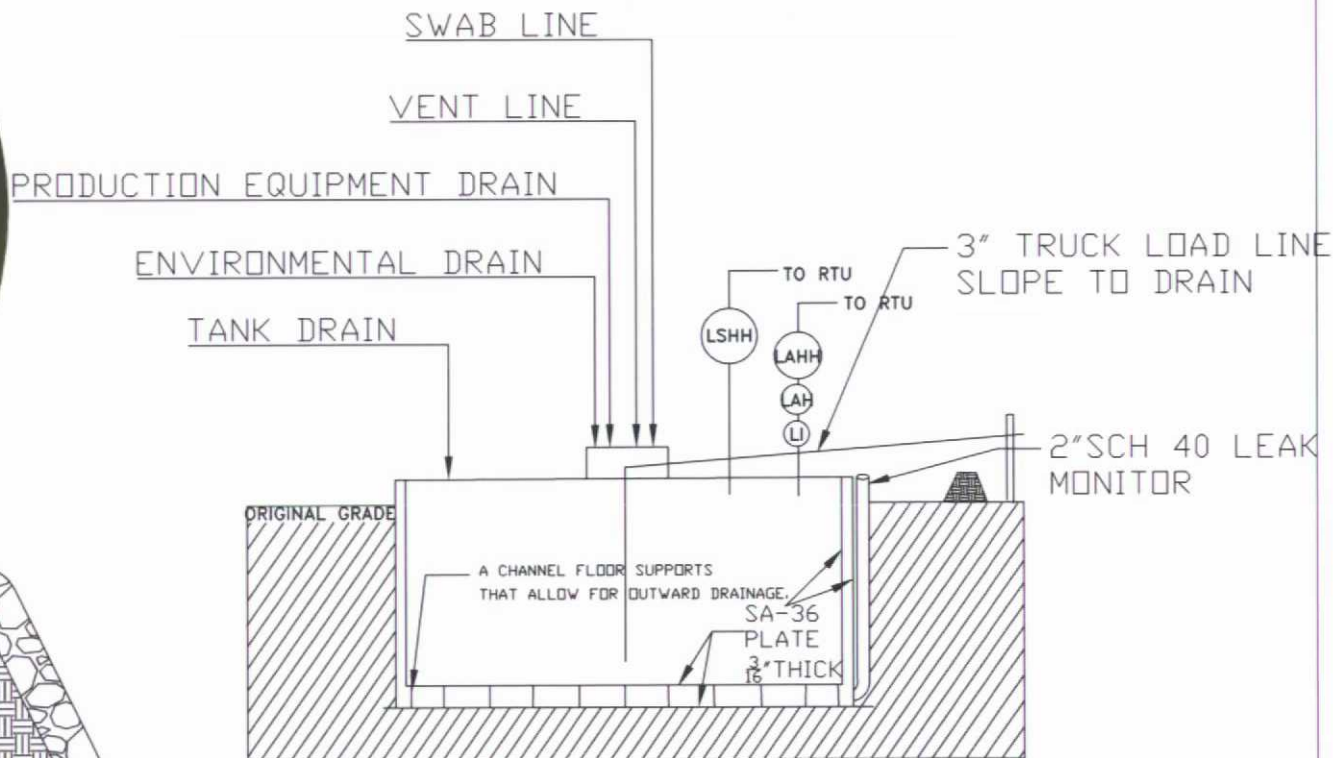 SWAB LINE
VENT LINE
PRODUCTION EQUIPMENT DRAIN
ENVIRONMENTAL DRAIN
TANK DRAIN
TO RTU
TO RTU
3" TRUCK LOAD LINE
SLOPE TO DRAIN
LSHH
LAHH
LAH
LI
2"SCH 40 LEAK
MONITOR
ORIGINAL GRADE
A CHANNEL FLOOR SUPPORTS
THAT ALLOW FOR OUTWARD DRAINAGE.
SA-36
PLATE
3/16"THICK